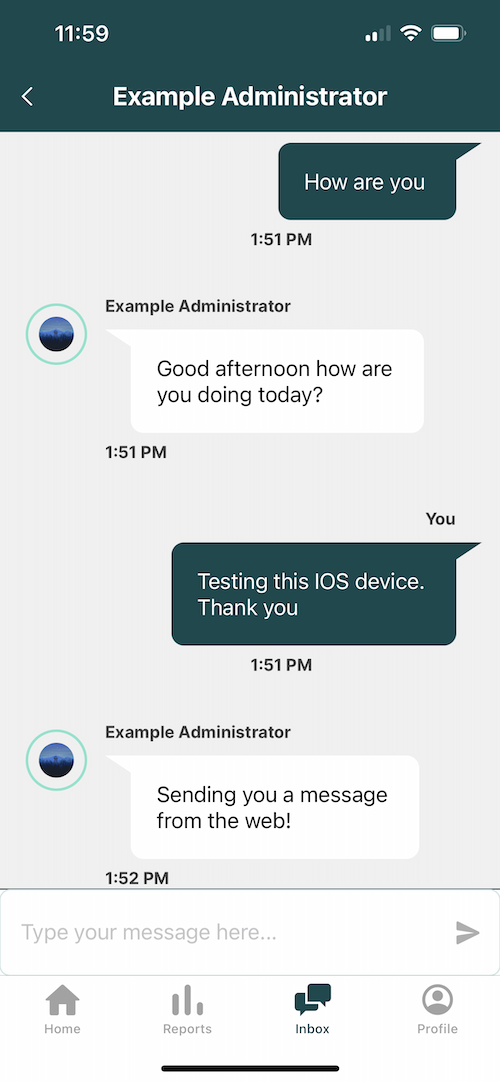 11:59
Example Administrator
How are you
1:51 PM
Example Administrator
Good afternoon how are
you doing today?
1:51 PM
You
Testing this IOS device.
Thank you
1:51 PM
Example Administrator
Sending you a message
from the web!
1:52 PM
Type your message here...
Home
Reports
Inbox
Profile